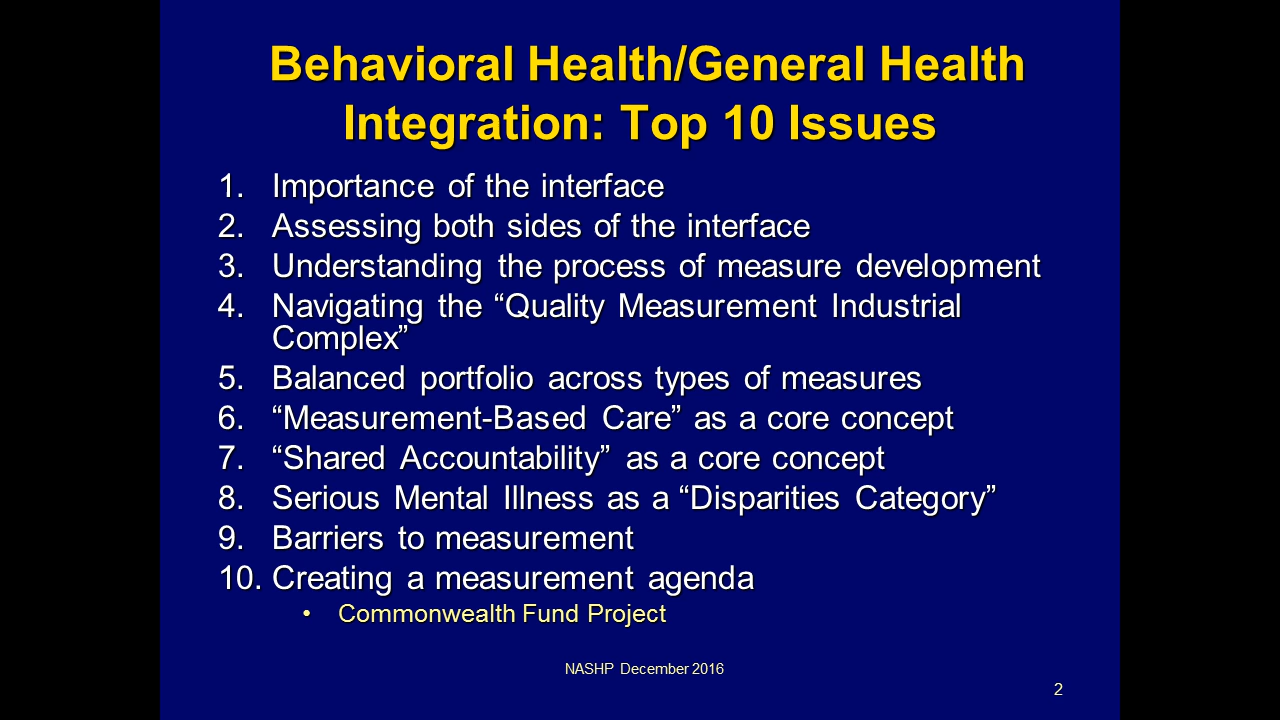 Behavioral Health/General Health
Integration: Top 10 Issues
1. Importance of the interface
2. Assessing both sides of the interface
3. Understanding the process of measure development
4. Navigating the “Quality Measurement Industrial
Complex”
5. Balanced portfolio across types of measures
6. “Measurement-Based Care” as a core concept
7. “Shared Accountability” as a core concept
8. Serious Mental Illness as a “Disparities Category”
9. Barriers to measurement
10. Creating a measurement agenda
• Commonwealth Fund Project
NASHP December 2016
2